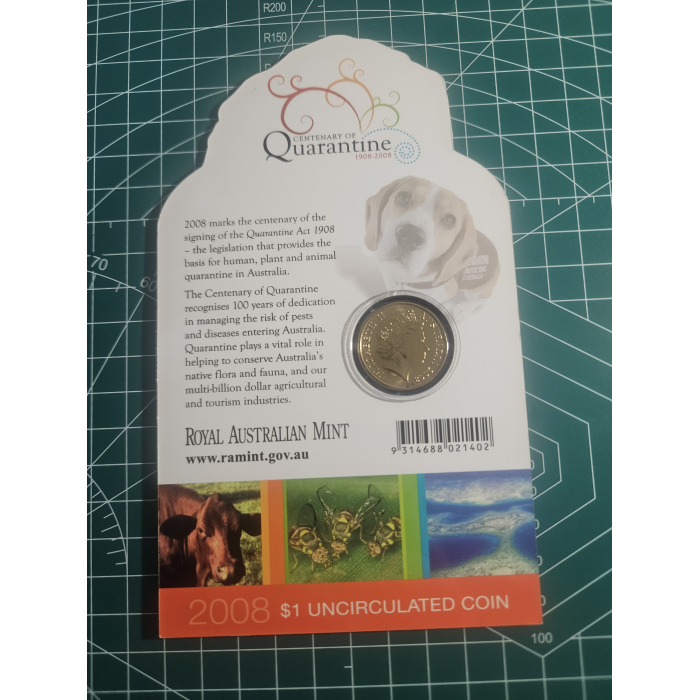 R200
R150
CENTENARY OF
Quarantine
1908-2008
2008 marks the centenary of the
signing of the Quarantine Act 1908
– the legislation that provides the
basis for human, plant and animal
quarantine in Australia.
The Centenary of Quarantine
recognises 100 years of dedication
in managing the risk of pests
and diseases entering Australia.
Quarantine plays a vital role in
helping to conserve Australia's
native flora and fauna, and our
multi-billion dollar agricultural
and tourism industries.
ROYAL AUSTRALIAN MINT
www.ramint.gov.au
9 314688 021402
70
60
2008 $1 UNCIRCULATED COIN
100